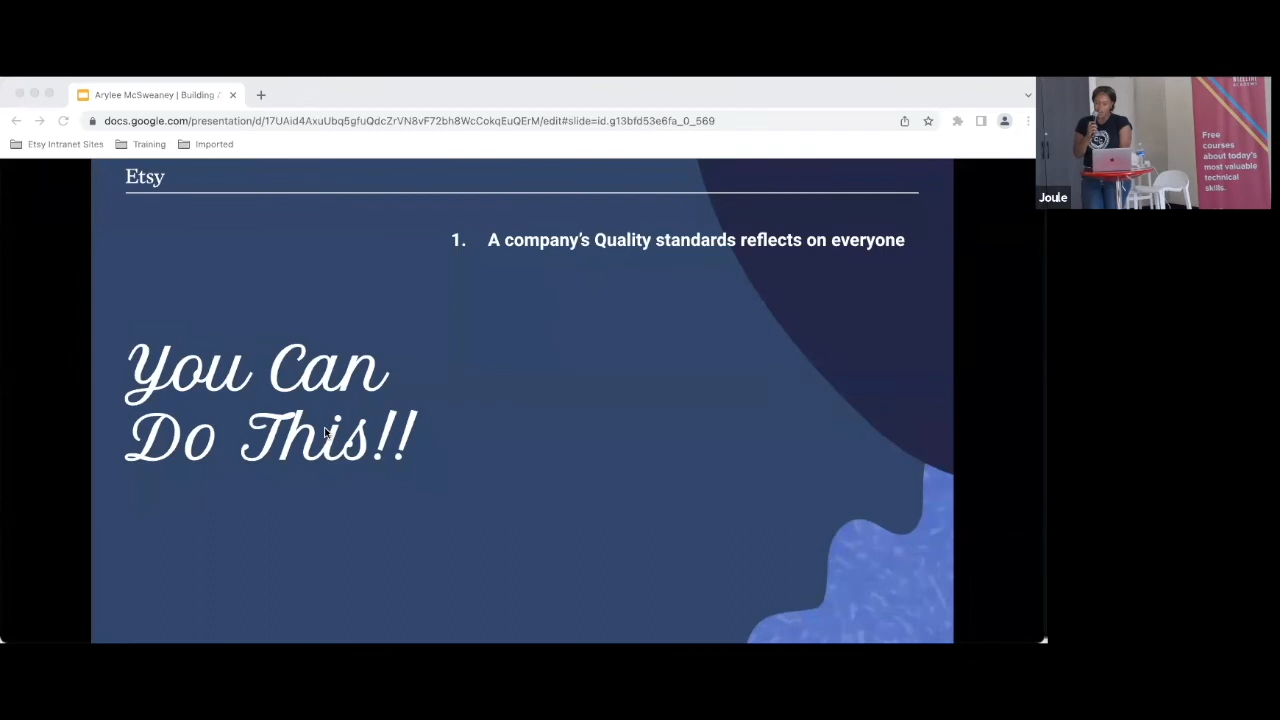 Arylee McSweaney | Building A
docs.google.com/presentation/d/17UAid4AxuUbq5gfuQdcZrVN8vF72bh8WcCokqEuQErM/edit#slide=id.g13bfd53e6fa_0_569
Etsy Intranet Sites Training Imported
Etsy
1. A company’s Quality standards reflects on everyone
You Can
Do This!!
ACADEMY
Free
courses
about today's
most valuable
technical
skills.
Joule